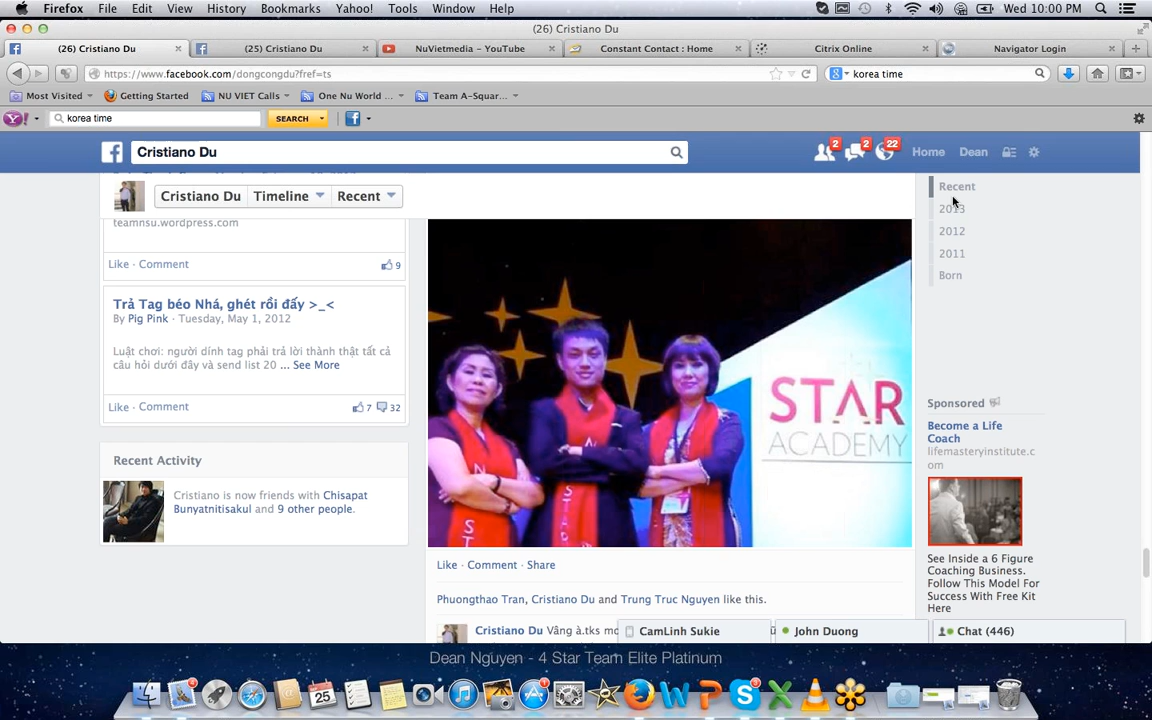 Firefox File Edit View History Bookmarks Yahoo! Tools Window Help Wed 10:00 PM
(26) Cristiano Du
(26) Cristiano Du (25) Cristiano Du NuVietmedia – YouTube Constant Contact : Home Citrix Online Navigator Login
https://www.facebook.com/dongcongdu?fref=ts korea time
Most Visited Getting Started NU VIET Calls One Nu World ... Team A-Squar...
korea time SEARCH
Cristiano Du 2 2 22 Home Dean
Cristiano Du Timeline Recent
Recent
2013
2012
2011
Born
teamnsu.wordpress.com
Like · Comment 9
Trả Tag béo Nhá, ghét rồi đấy >_<
By Pig Pink · Tuesday, May 1, 2012
Luật chơi: người dính tag phải trả lời thành thật tất cả
câu hỏi dưới đây và send list 20 ... See More
Like · Comment 7 32
Recent Activity
Cristiano is now friends with Chisapat
Bunyatnitisakul and 9 other people.
STAR
ACADEMY
Like · Comment · Share
Phuongthao Tran, Cristiano Du and Trung Truc Nguyen like this.
Cristiano Du Vâng à.tks
Sponsored
Become a Life
Coach
lifemasteryinstitute.c
om
See Inside a 6 Figure
Coaching Business.
Follow This Model For
Success With Free Kit
Here
CamLinh Sukie John Duong Chat (446)
Dean Nguyen - 4 Star Team Elite Platinum